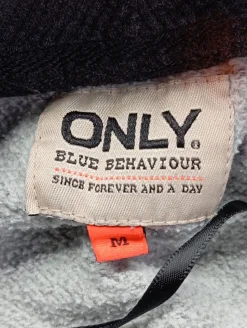 ONLY®
BLUE BEHAVIOUR
SINCE FOREVER AND A DAY
M